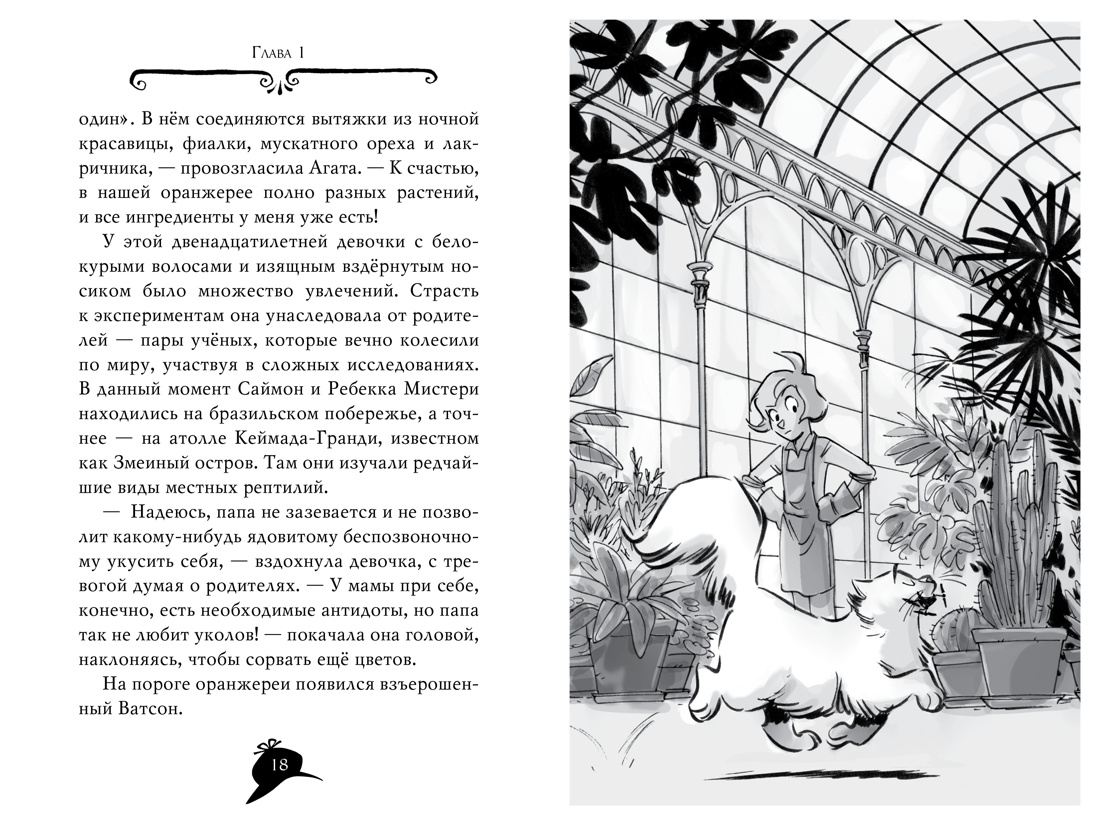 Глава 1
один». В нём соединяются вытяжки из ночной
красавицы, фиалки, мускатного ореха и лак-
ричника, — провозгласила Агата. — К счастью,
в нашей оранжерее полно разных растений,
и все ингредиенты у меня уже есть!
У этой двенадцатилетней девочки с бело-
курыми волосами и изящным вздёрнутым но-
сиком было множество увлечений. Страсть
к экспериментам она унаследовала от родите-
лей — пары учёных, которые вечно колесили
по миру, участвуя в сложных исследованиях.
В данный момент Саймон и Ребекка Мистери
находились на бразильском побережье, а точ-
нее — на атолле Кеймада-Гранди, известном
как Змеиный остров. Там они изучали редчай-
шие виды местных рептилий.
— Надеюсь, папа не зазевается и не позво-
лит какому-нибудь ядовитому беспозвоночно-
му укусить себя, — вздохнула девочка, с тре-
вогой думая о родителях. — У мамы при себе,
конечно, есть необходимые антидоты, но папа
так не любит уколов! — покачала она головой,
наклоняясь, чтобы сорвать ещё цветов.
На пороге оранжереи появился взъерошен-
ный Ватсон.
18